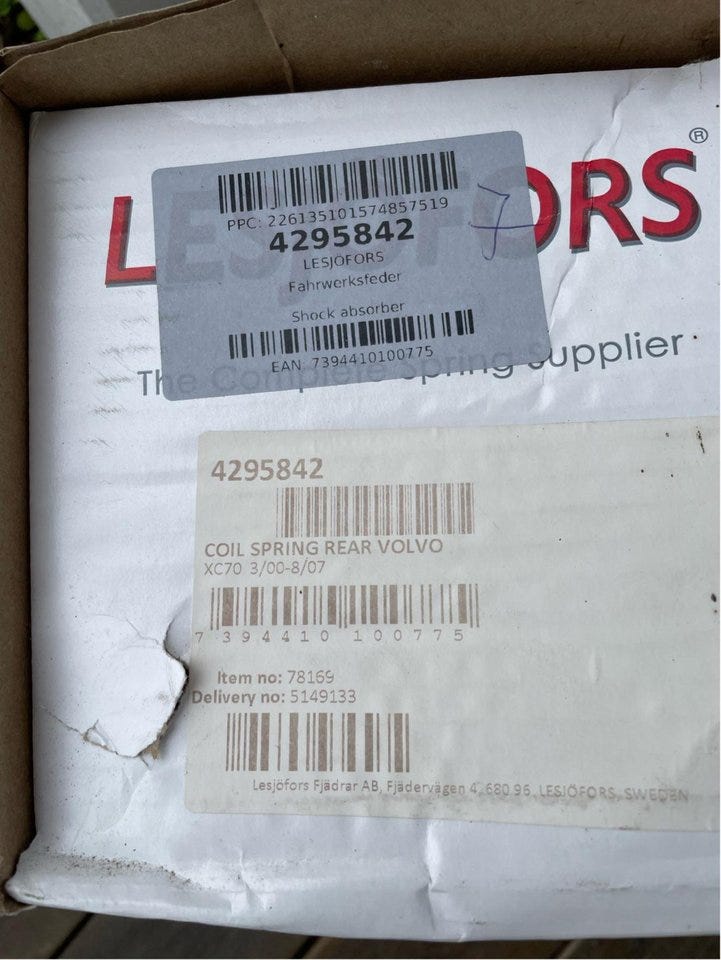 LESJÖFORS®
PPC: 226135101574857519
4295842
7
LESJÖFORS
Fahrwerksfeder
Shock absorber
EAN: 7394410100775
The Complete Spring Supplier
4295842
COIL SPRING REAR VOLVO
XC70 3/00-8/07
7 394410 100775
Item no: 78169
Delivery no: 5149133
Lesjöfors Fjädrar AB, Fjädervägen 4, 680 96, LESJÖFORS, SWEDEN